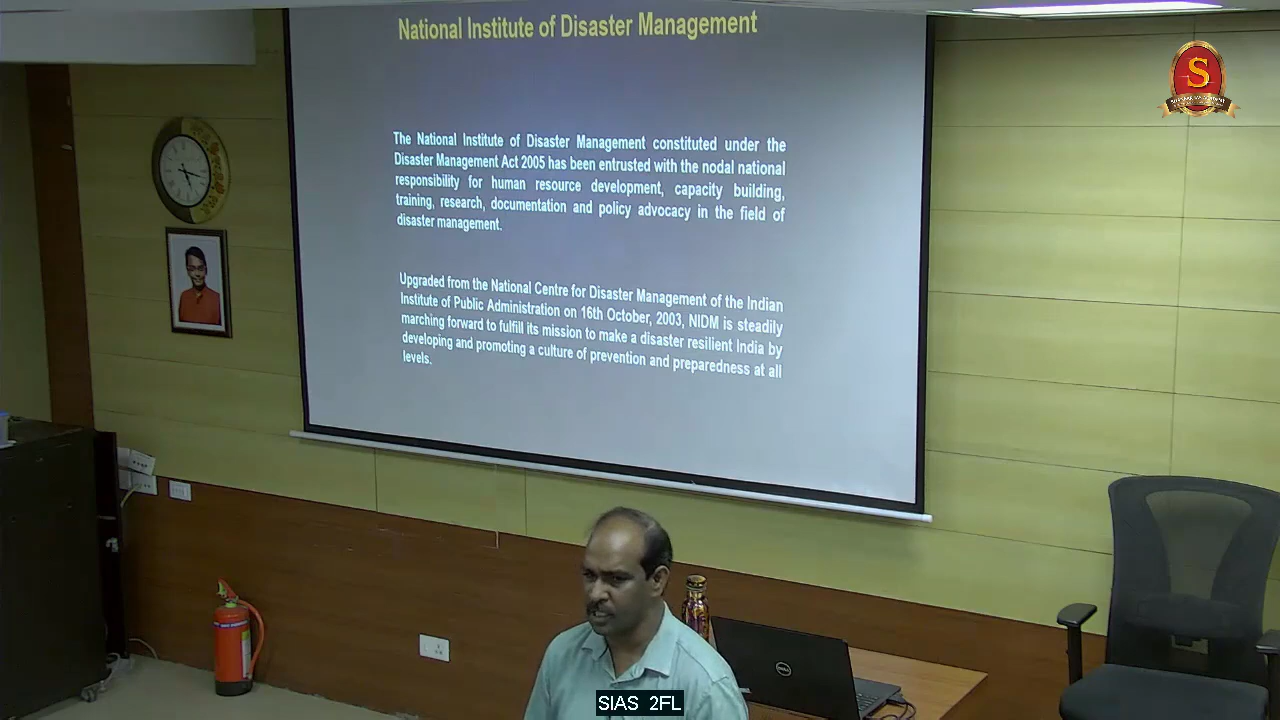 National Institute of Disaster Management
S
The National Institute of Disaster Management constituted under the
Disaster Management Act 2005 has been entrusted with the nodal national
responsibility for human resource development, capacity building,
training, research, documentation and policy advocacy in the field of
disaster management.
Upgraded from the National Centre for Disaster Management of the Indian
Institute of Public Administration on 16th October, 2003, NIDM is steadily
marching forward to fulfill its mission to make a disaster resilient India by
developing and promoting a culture of prevention and preparedness at all
levels.
DELL
SIAS 2FL